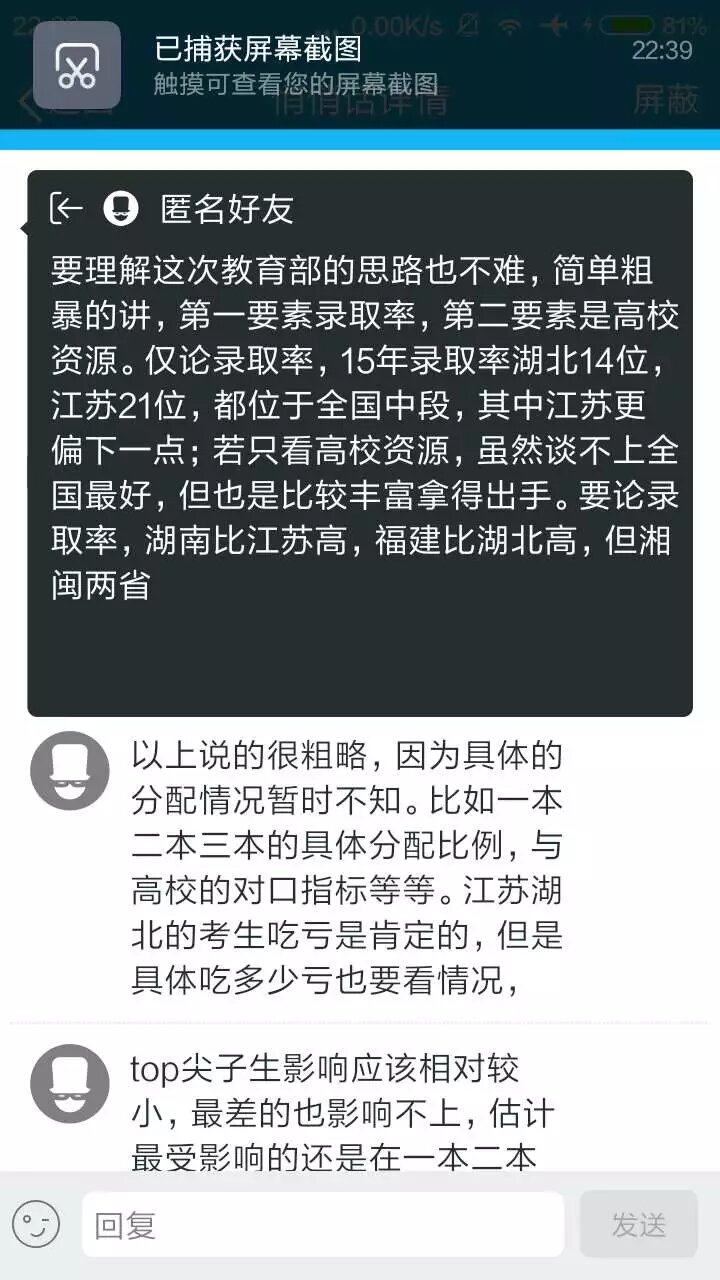 0.00K/s
81%
已捕获屏幕截图
22:39
触摸可查看您的屏幕截图
悄悄话详情
屏蔽
匿名好友
要理解这次教育部的思路也不难，简单粗
暴的讲，第一要素录取率，第二要素是高校
资源。仅论录取率，15年录取率湖北14位，
江苏21位，都位于全国中段，其中江苏更
偏下一点；若只看高校资源，虽然谈不上全
国最好，但也是比较丰富拿得出手。要论录
取率，湖南比江苏高，福建比湖北高，但湘
闽两省
以上说的很粗略，因为具体的
分配情况暂时不知。比如一本
二本三本的具体分配比例，与
高校的对口指标等等。江苏湖
北的考生吃亏是肯定的，但是
具体吃多少亏也要看情况，
top尖子生影响应该相对较
小，最差的也影响不上，估计
最受影响的还是在一本二本
回复
发送